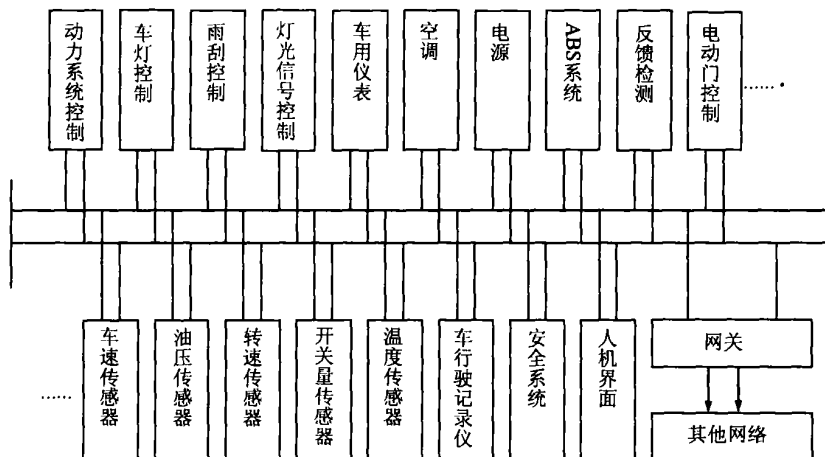 动力系统控制
车灯控制
雨刮控制
灯光信号控制
车用仪表
空调
电源
ABS系统
反馈检测
电动门控制
……
……
车速传感器
油压传感器
转速传感器
开关量传感器
温度传感器
车行驶记录仪
安全系统
人机界面
网关
其他网络